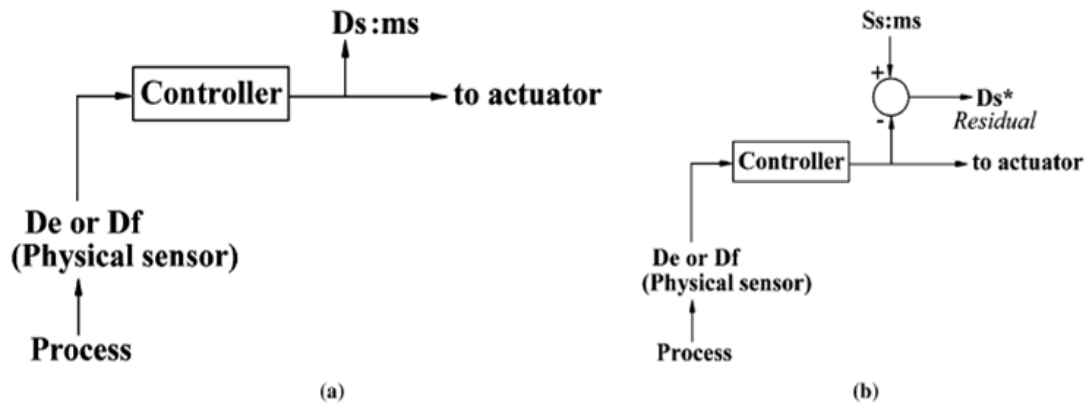 Ds:ms
Controller
to actuator
De or Df
(Physical sensor)
Process
(a)
Ss:ms
+
-
Ds*
Residual
Controller
to actuator
De or Df
(Physical sensor)
Process
(b)